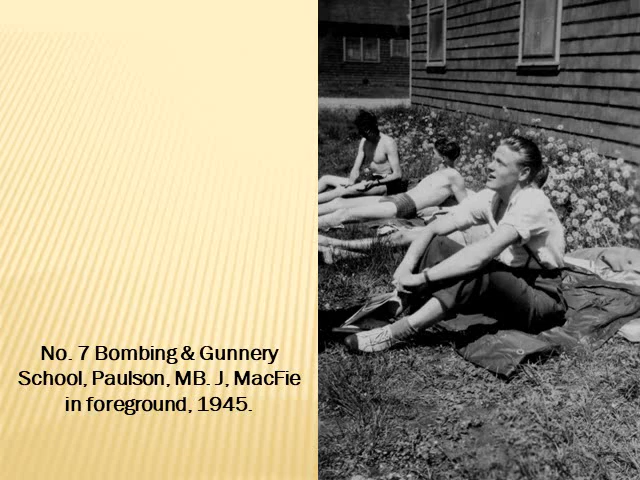 No. 7 Bombing & Gunnery
School, Paulson, MB. J, MacFie
in foreground, 1945.